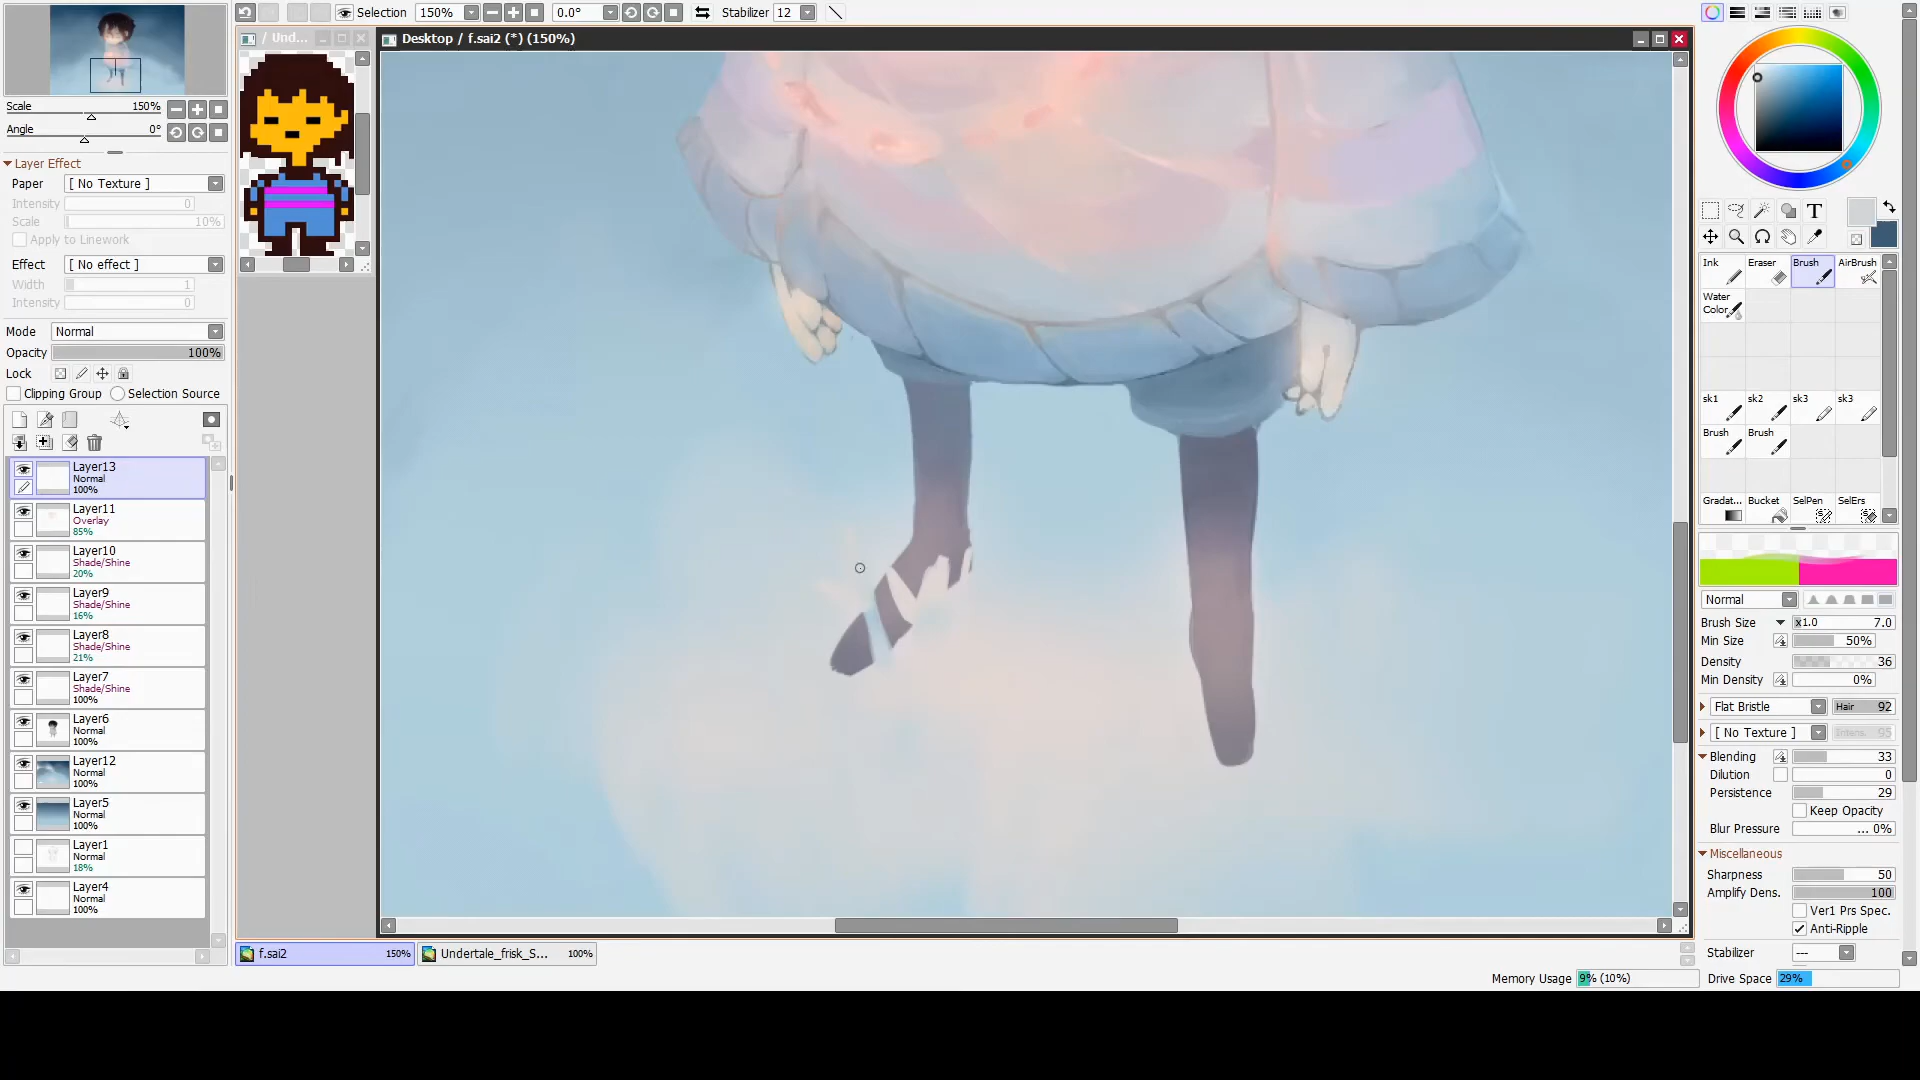 Selection 150% 0.0° Stabilizer 12
/ Und...
Desktop / f.sai2 (*) (150%)
Scale 150%
Angle 0°
Layer Effect
Paper [ No Texture ]
Intensity 0
Scale 10%
Apply to Linework
Effect [ No effect ]
Width 1
Intensity 0
Mode Normal
Opacity 100%
Lock
Clipping Group Selection Source
Layer13
Normal
100%
Layer11
Overlay
85%
Layer10
Shade/Shine
20%
Layer9
Shade/Shine
16%
Layer8
Shade/Shine
21%
Layer7
Shade/Shine
100%
Layer6
Normal
100%
Layer12
Normal
100%
Layer5
Normal
100%
Layer1
Normal
18%
Layer4
Normal
100%
f.sai2 150%
Undertale_frisk_S... 100%
T
Ink Eraser Brush AirBrush
Water
Color
sk1 sk2 sk3 sk3
Brush Brush
Gradat... Bucket SelPen SelErs
Normal
Brush Size x1.0 7.0
Min Size 50%
Density 36
Min Density 0%
Flat Bristle Hair 92
[ No Texture ] Intens. 95
Blending 33
Dilution 0
Persistence 29
Keep Opacity
Blur Pressure ... 0%
Miscellaneous
Sharpness 50
Amplify Dens. 100
Ver1 Prs Spec.
Anti-Ripple
Stabilizer ---
Memory Usage 9% (10%) Drive Space 29%